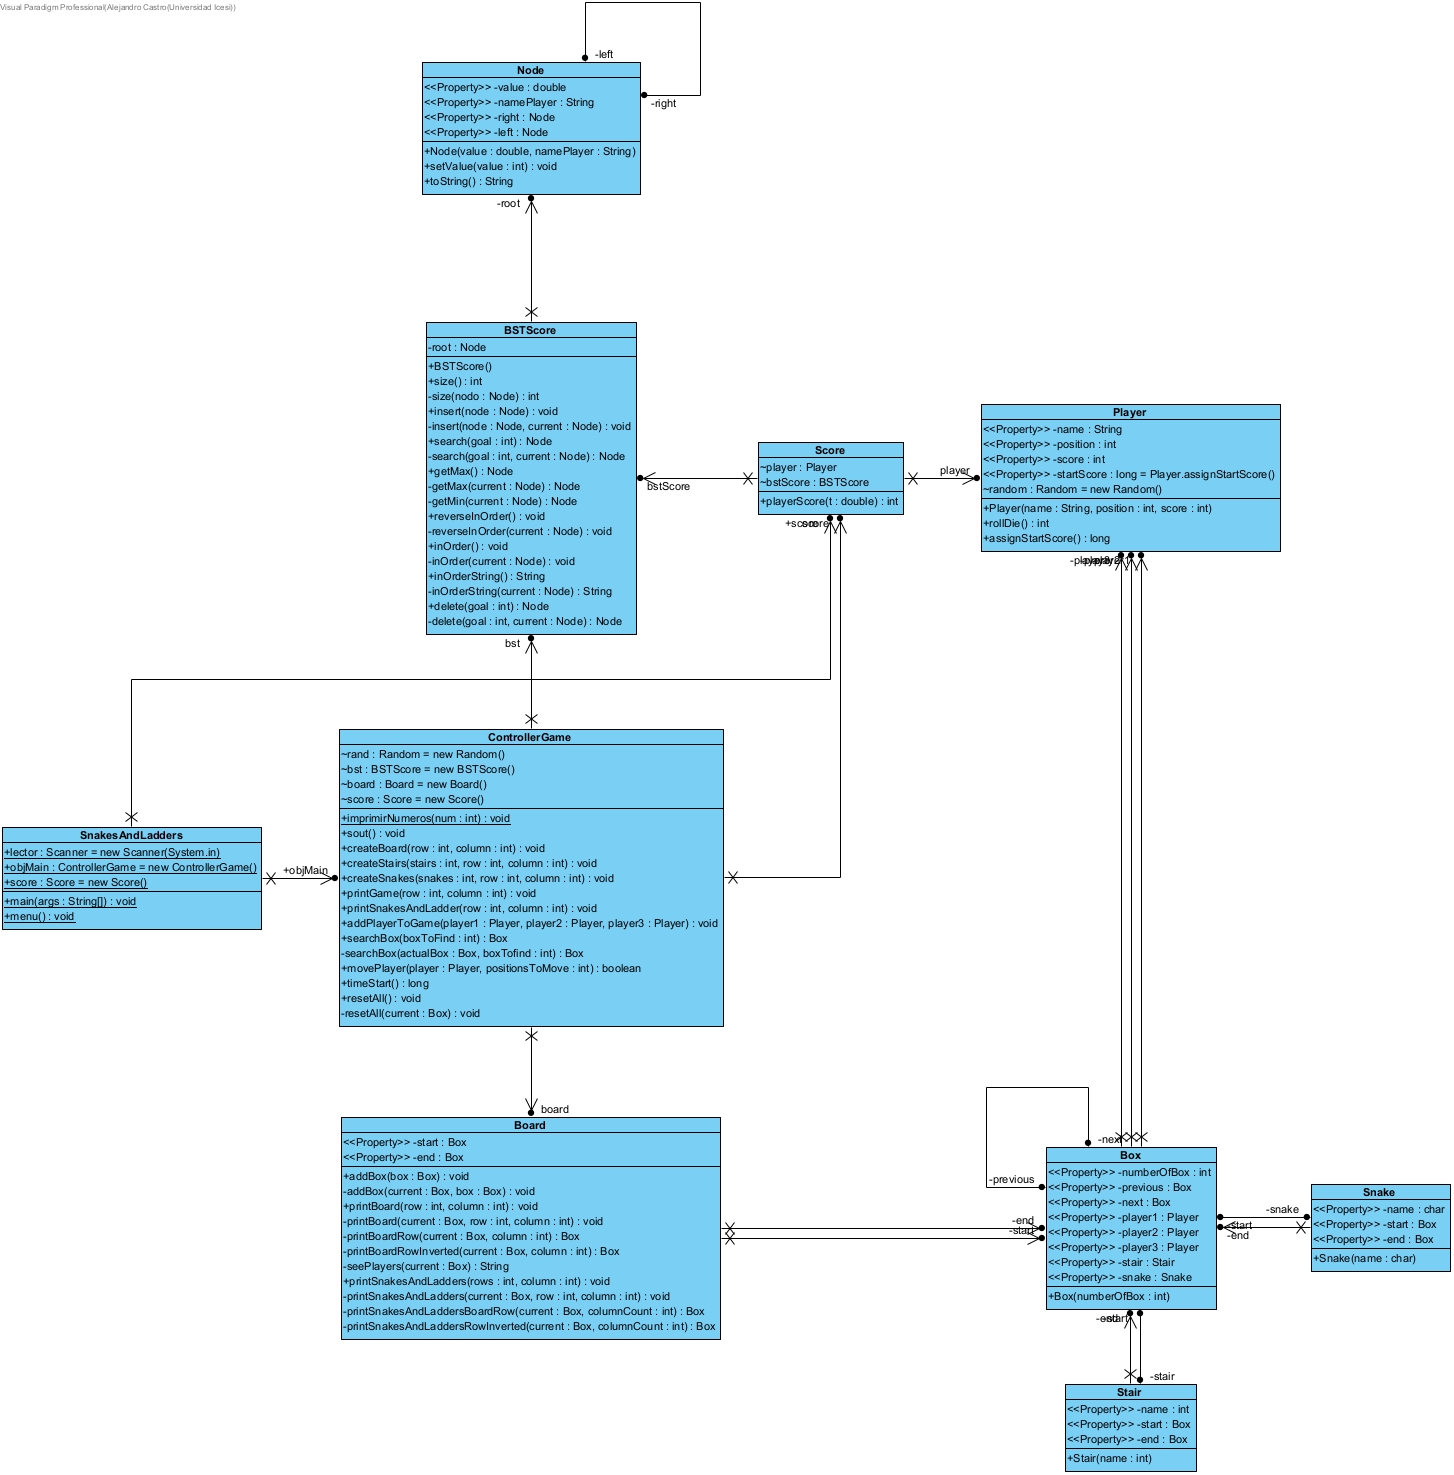 Visual Paradigm Professional(Alejandro Castro(Universidad Icesi))
-left
-right
Node
<<Property>> -value : double
<<Property>> -namePlayer : String
<<Property>> -right : Node
<<Property>> -left : Node
+Node(value : double, namePlayer : String)
+setValue(value : int) : void
+toString() : String
-root
BSTScore
-root : Node
+BSTScore()
+size() : int
-size(nodo : Node) : int
+insert(node : Node) : void
-insert(node : Node, current : Node) : void
+search(goal : int) : Node
-search(goal : int, current : Node) : Node
+getMax() : Node
-getMax(current : Node) : Node
-getMin(current : Node) : Node
+reverseInOrder() : void
-reverseInOrder(current : Node) : void
+inOrder() : void
-inOrder(current : Node) : void
+inOrderString() : String
-inOrderString(current : Node) : String
+delete(goal : int) : Node
-delete(goal : int, current : Node) : Node
bstScore
Score
~player : Player
~bstScore : BSTScore
+playerScore(t : double) : int
+score
player
Player
<<Property>> -name : String
<<Property>> -position : int
<<Property>> -score : int
<<Property>> -startScore : long = Player.assignStartScore()
~random : Random = new Random()
+Player(name : String, position : int, score : int)
+rollDie() : int
+assignStartScore() : long
bst
ControllerGame
~rand : Random = new Random()
~bst : BSTScore = new BSTScore()
~board : Board = new Board()
~score : Score = new Score()
+imprimirNumeros(num : int) : void
+sout() : void
+createBoard(row : int, column : int) : void
+createStairs(stairs : int, row : int, column : int) : void
+createSnakes(snakes : int, row : int, column : int) : void
+printGame(row : int, column : int) : void
+printSnakesAndLadder(row : int, column : int) : void
+addPlayerToGame(player1 : Player, player2 : Player, player3 : Player) : void
+searchBox(boxToFind : int) : Box
-searchBox(actualBox : Box, boxTofind : int) : Box
+movePlayer(player : Player, positionsToMove : int) : boolean
+timeStart() : long
+resetAll() : void
-resetAll(current : Box) : void
SnakesAndLadders
+lector : Scanner = new Scanner(System.in)
+objMain : ControllerGame = new ControllerGame()
+score : Score = new Score()
+main(args : String[]) : void
+menu() : void
+objMain
board
Board
<<Property>> -start : Box
<<Property>> -end : Box
+addBox(box : Box) : void
-addBox(current : Box, box : Box) : void
+printBoard(row : int, column : int) : void
-printBoard(current : Box, row : int, column : int) : void
-printBoardRow(current : Box, column : int) : Box
-printBoardRowInverted(current : Box, column : int) : Box
-seePlayers(current : Box) : String
+printSnakesAndLadders(rows : int, column : int) : void
-printSnakesAndLadders(current : Box, row : int, column : int) : void
-printSnakesAndLaddersBoardRow(current : Box, columnCount : int) : Box
-printSnakesAndLaddersRowInverted(current : Box, columnCount : int) : Box
-end
-start
-next
-previous
Box
<<Property>> -numberOfBox : int
<<Property>> -previous : Box
<<Property>> -next : Box
<<Property>> -player1 : Player
<<Property>> -player2 : Player
<<Property>> -player3 : Player
<<Property>> -stair : Stair
<<Property>> -snake : Snake
+Box(numberOfBox : int)
-snake
-start
-end
Snake
<<Property>> -name : char
<<Property>> -start : Box
<<Property>> -end : Box
+Snake(name : char)
-stair
Stair
<<Property>> -name : int
<<Property>> -start : Box
<<Property>> -end : Box
+Stair(name : int)